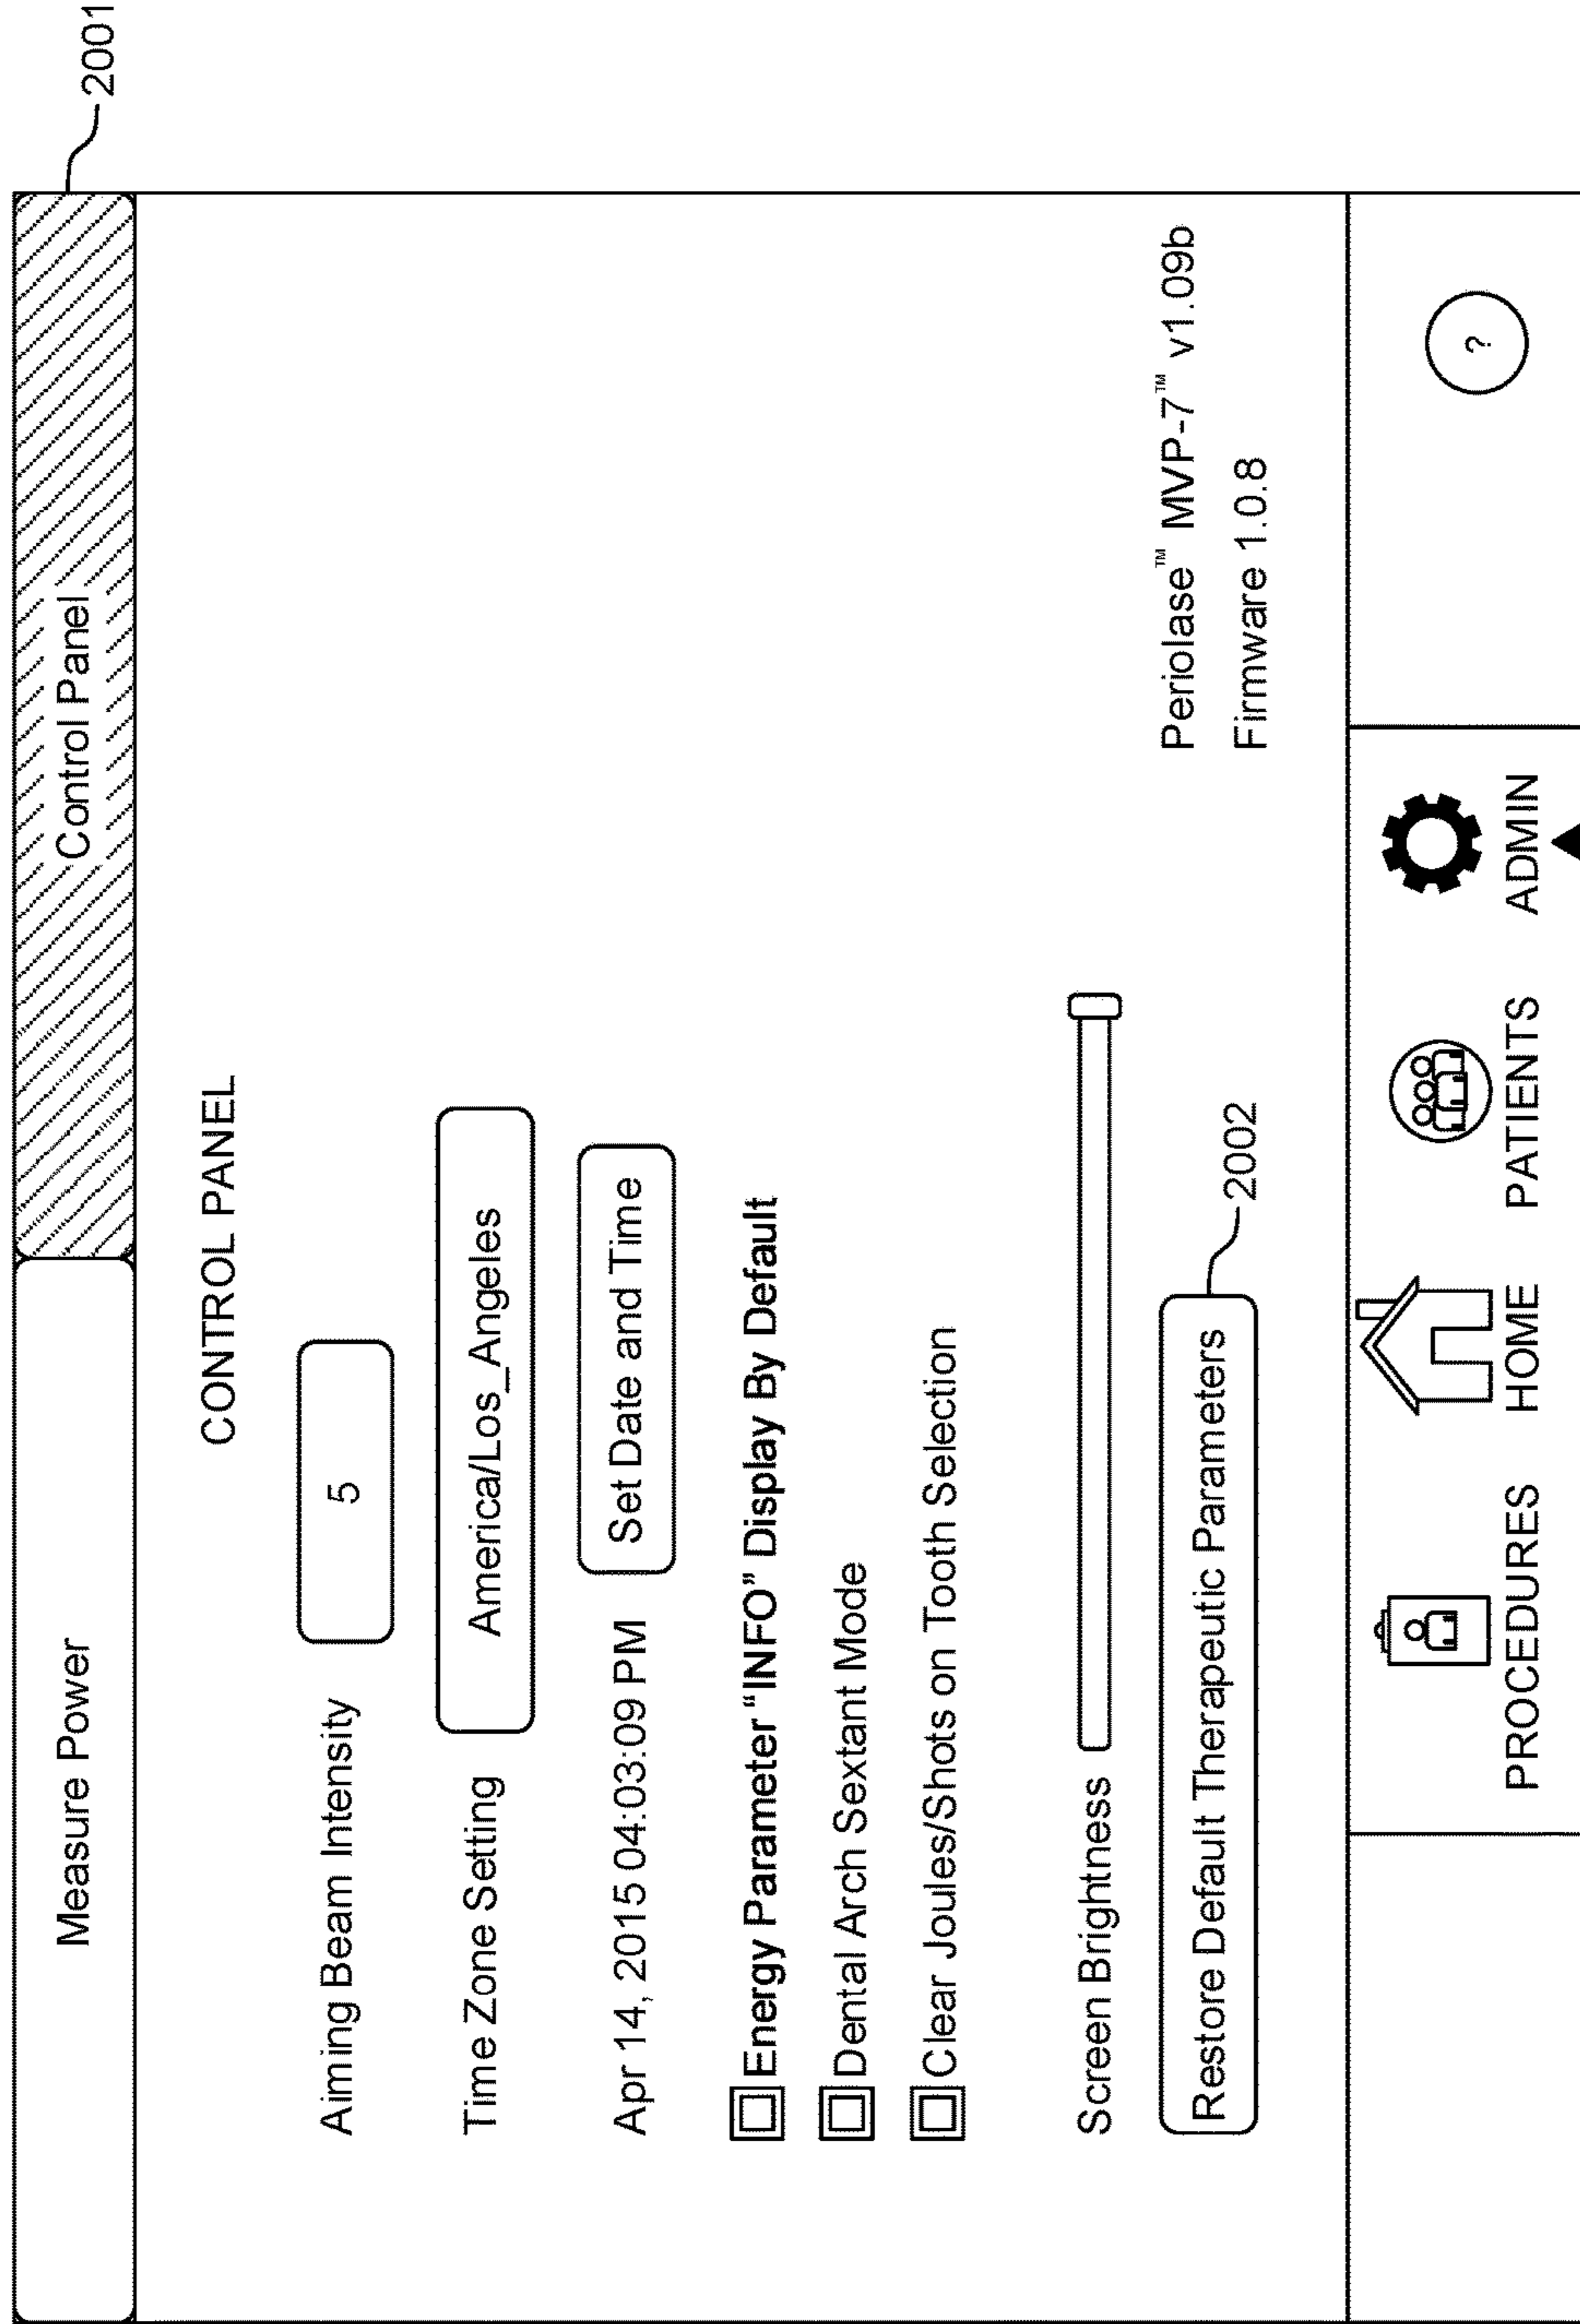 2001
Measure Power
Control Panel
CONTROL PANEL
Aiming Beam Intensity 5
Time Zone Setting America/Los_Angeles
Apr 14, 2015 04:03:09 PM Set Date and Time
Energy Parameter "INFO" Display By Default
Dental Arch Sextant Mode
Clear Joules/Shots on Tooth Selection
Screen Brightness
Restore Default Therapeutic Parameters
2002
Periolase™ MVP-7™ v1.09b
Firmware 1.0.8
PROCEDURES HOME PATIENTS ADMIN
?